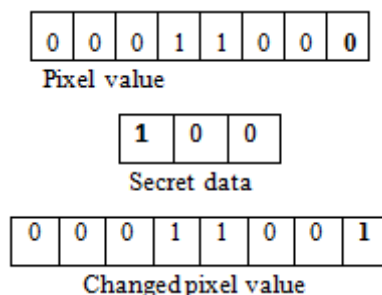 0 0 0 1 1 0 0 0
Pixel value
1 0 0
Secret data
0 0 0 1 1 0 0 1
Changed pixel value